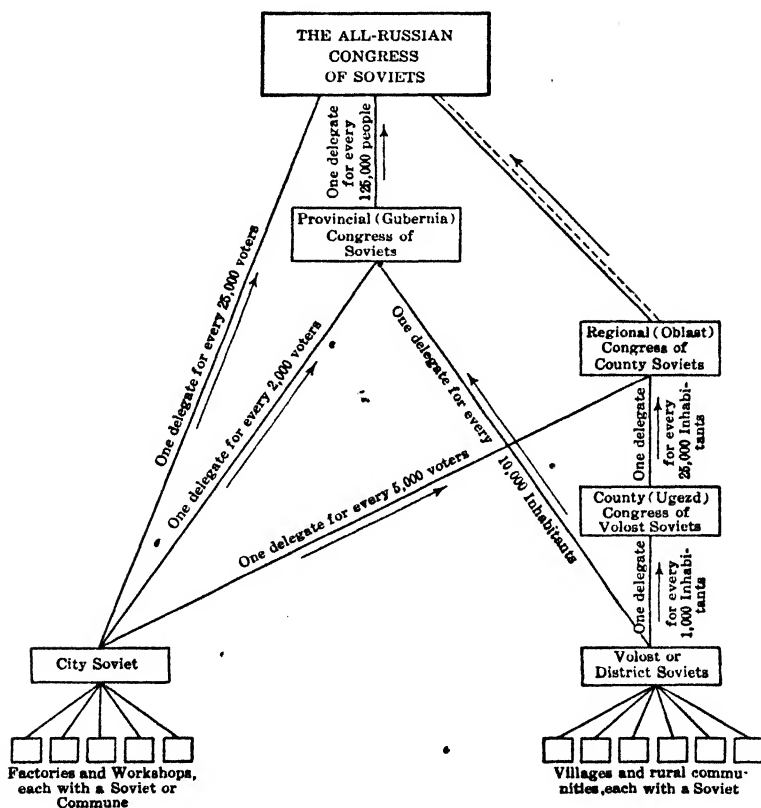 THE ALL-RUSSIAN
CONGRESS
OF SOVIETS
One delegate
for every
125,000 people
Provincial (Gubernia)
Congress of
Soviets
One delegate for every 25,000 voters
One delegate for every 2,000 voters
One delegate for every
10,000 Inhabitants
One delegate for every 5,000 voters
Regional (Oblast)
Congress of
County Soviets
One delegate
for every
25,000 Inhabi-
tants
County (Ugezd)
Congress of
Volost Soviets
One delegate
for every
1,000 Inhabi-
tants
City Soviet
Volost or
District Soviets
Factories and Workshops,
each with a Soviet or
Commune
Villages and rural commu-
nities, each with a Soviet